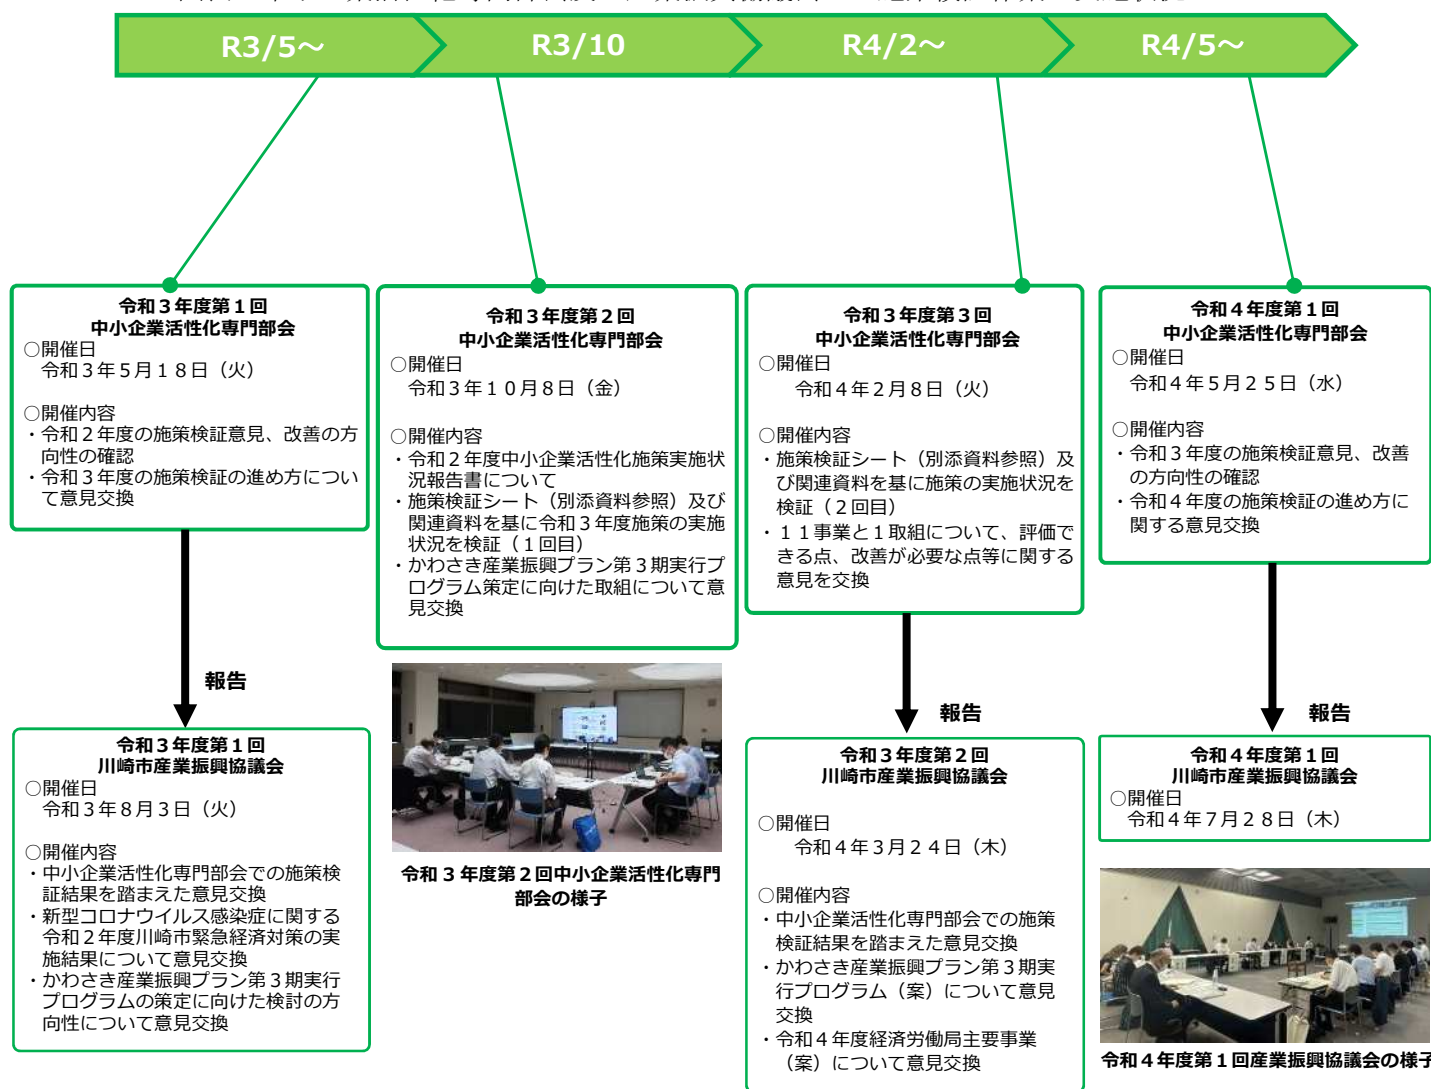 R3/5～
R3/10
R4/2～
R4/5～
令和３年度第１回
中小企業活性化専門部会
○開催日
令和３年５月１８日（火）
○開催内容
・令和２年度の施策検証意見、改善の方
向性の確認
・令和３年度の施策検証の進め方につい
て意見交換
報告
令和３年度第１回
川崎市産業振興協議会
○開催日
令和３年８月３日（火）
○開催内容
・中小企業活性化専門部会での施策検
証結果を踏まえた意見交換
・新型コロナウイルス感染症に関する
令和２年度川崎市緊急経済対策の実
施結果について意見交換
・かわさき産業振興プラン第３期実行
プログラムの策定に向けた検討の方
向性について意見交換
令和３年度第２回
中小企業活性化専門部会
○開催日
令和３年１０月８日（金）
○開催内容
・令和２年度中小企業活性化施策実施状
況報告書について
・施策検証シート（別添資料参照）及び
関連資料を基に令和３年度施策の実施
状況を検証（１回目）
・かわさき産業振興プラン第３期実行プ
ログラム策定に向けた取組について意
見交換
令和３年度第２回中小企業活性化専門
部会の様子
令和３年度第３回
中小企業活性化専門部会
○開催日
令和４年２月８日（火）
○開催内容
・施策検証シート（別添資料参照）及
び関連資料を基に施策の実施状況を
検証（２回目）
・１１事業と１取組について、評価で
きる点、改善が必要な点等に関する
意見を交換
報告
令和３年度第２回
川崎市産業振興協議会
○開催日
令和４年３月２４日（木）
○開催内容
・中小企業活性化専門部会での施策
検証結果を踏まえた意見交換
・かわさき産業振興プラン第３期実
行プログラム（案）について意見
交換
・令和４年度経済労働局主要事業
（案）について意見交換
令和４年度第１回
中小企業活性化専門部会
○開催日
令和４年５月２５日（水）
○開催内容
・令和３年度の施策検証意見、改善
の方向性の確認
・令和４年度の施策検証の進め方に
関する意見交換
報告
令和４年度第１回
川崎市産業振興協議会
○開催日
令和４年７月２８日（木）
令和４年度第１回産業振興協議会の様子